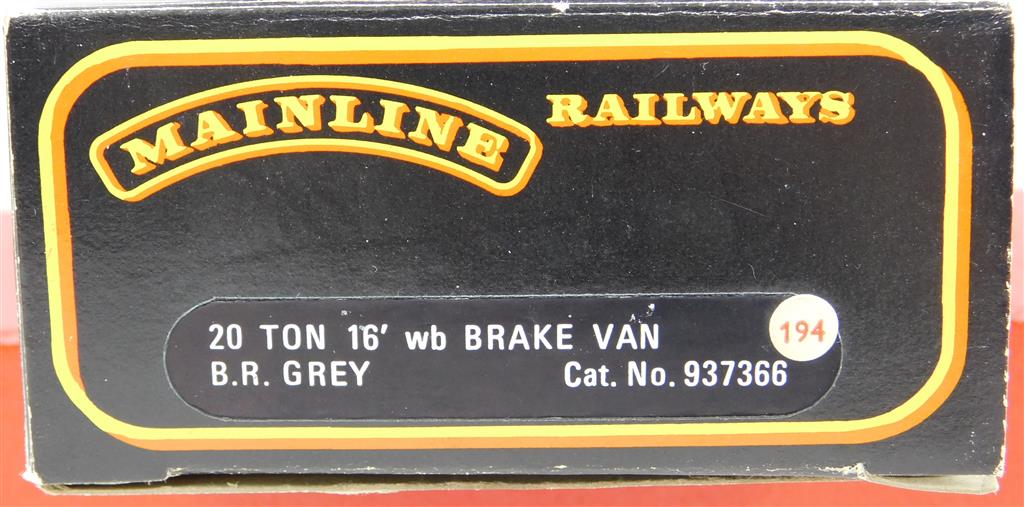 MAINLINE RAILWAYS
20 TON 16' wb BRAKE VAN
194
B.R. GREY Cat. No. 937366